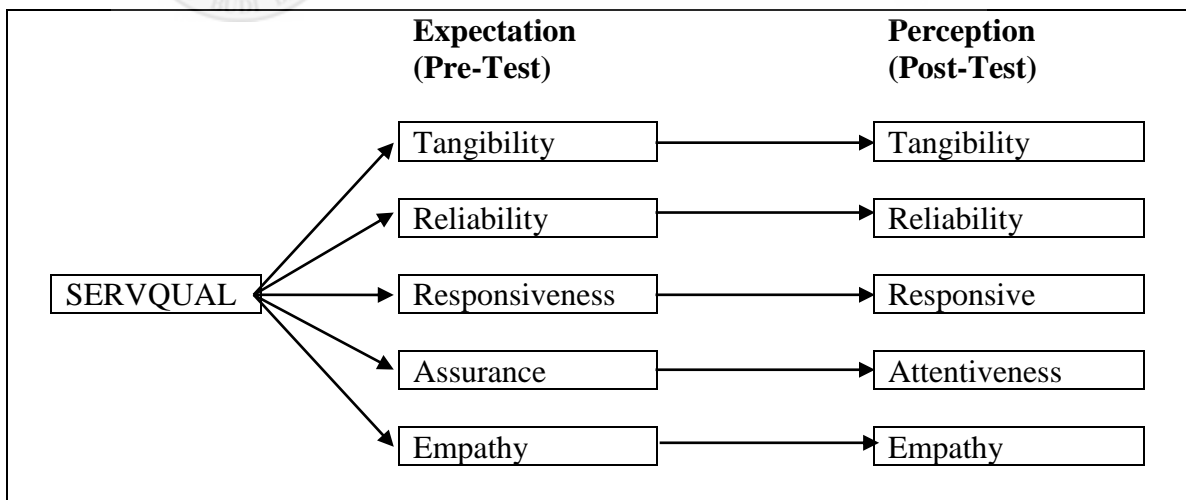 Expectation
(Pre-Test)
Perception
(Post-Test)
Tangibility
Tangibility
Reliability
Reliability
SERVQUAL
Responsiveness
Responsive
Assurance
Attentiveness
Empathy
Empathy